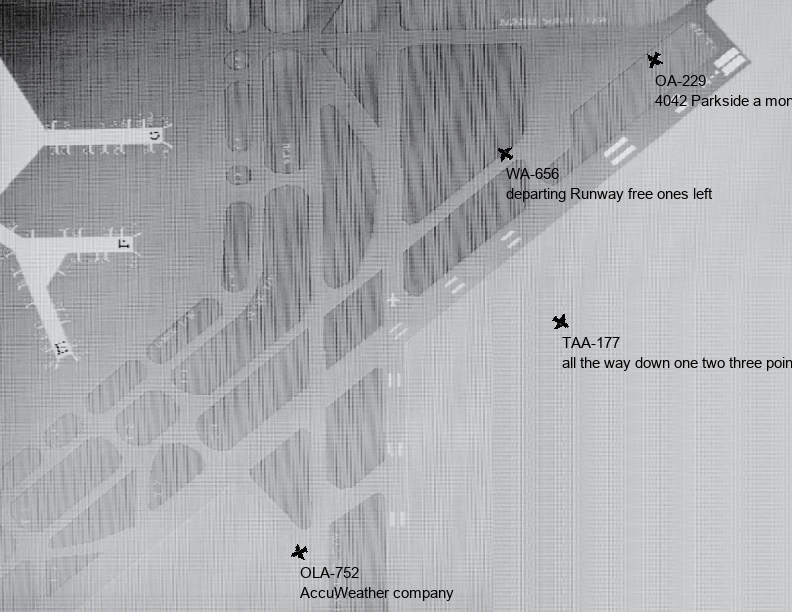 OA-229
4042 Parkside a mon
WA-656
departing Runway free ones left
TAA-177
all the way down one two three poin
OLA-752
AccuWeather company